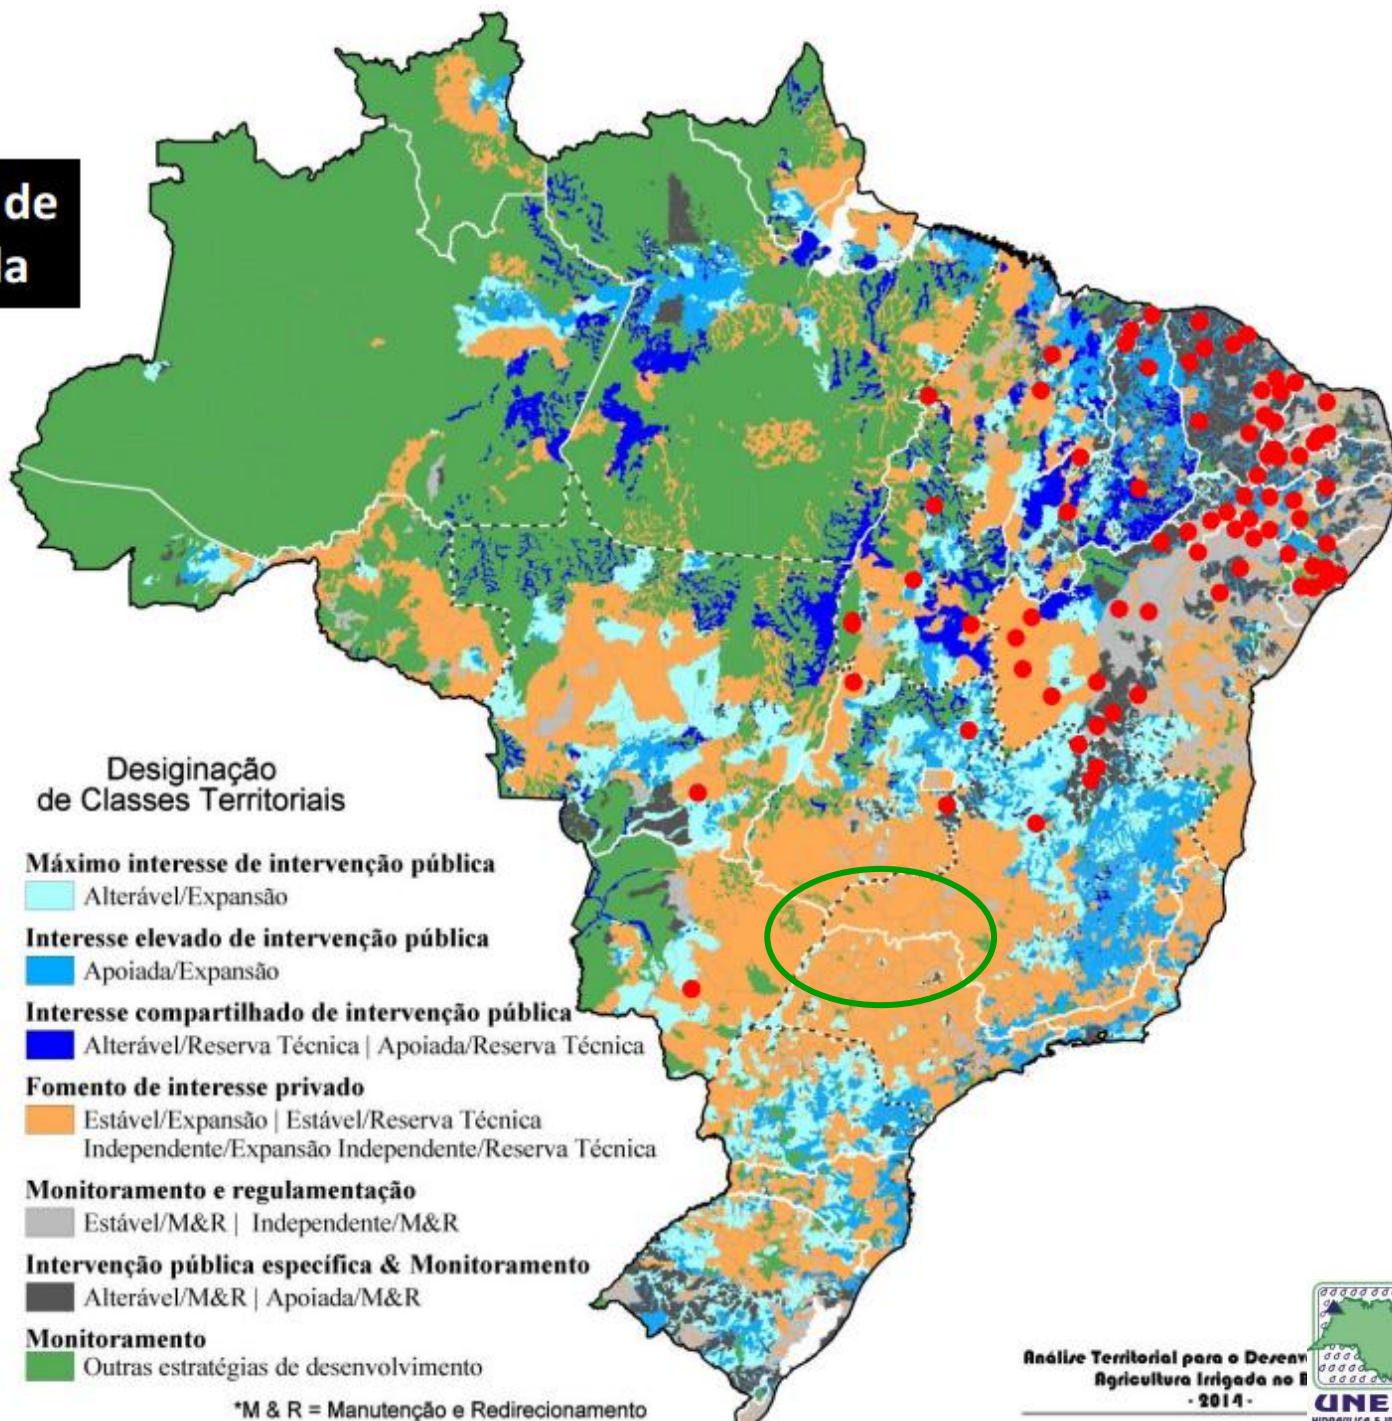 de
la
Desiginação
de Classes Territoriais
Máximo interesse de intervenção pública
Alterável/Expansão
Interesse elevado de intervenção pública
Apoiada/Expansão
Interesse compartilhado de intervenção pública
Alterável/Reserva Técnica | Apoiada/Reserva Técnica
Fomento de interesse privado
Estável/Expansão | Estável/Reserva Técnica
Independente/Expansão Independente/Reserva Técnica
Monitoramento e regulamentação
Estável/M&R | Independente/M&R
Intervenção pública específica & Monitoramento
Alterável/M&R | Apoiada/M&R
Monitoramento
Outras estratégias de desenvolvimento
*M & R = Manutenção e Redirecionamento
Análise Territorial para o Desenv
Agricultura Irrigada no B
- 2014 -
UNE